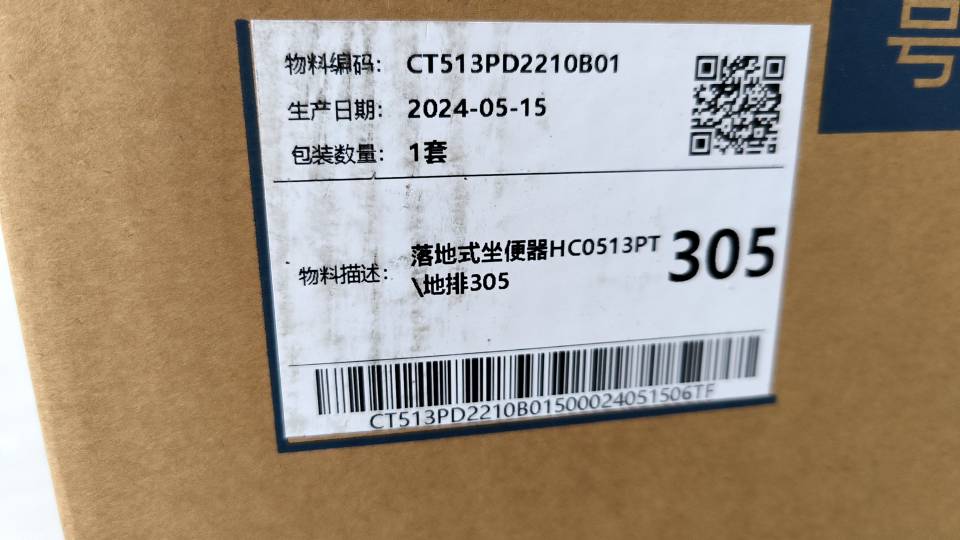 号
物料编码: CT513PD2210B01
生产日期: 2024-05-15
包装数量: 1套
物料描述: 落地式坐便器HC0513PT
\地排305
305
CT513PD2210B01500024051506TF